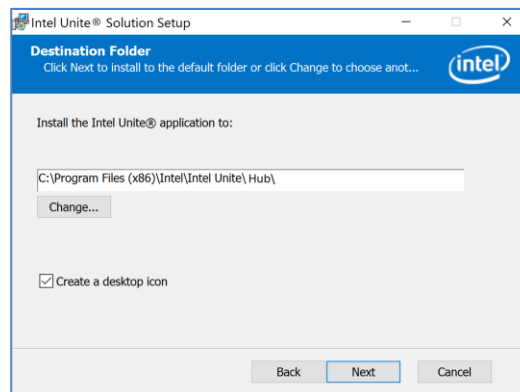 Intel Unite® Solution Setup
Destination Folder
Click Next to install to the default folder or click Change to choose anot...
intel
Install the Intel Unite® application to:
C:\Program Files (x86)\Intel\Intel Unite\Hub\
Change...
Create a desktop icon
Back Next Cancel